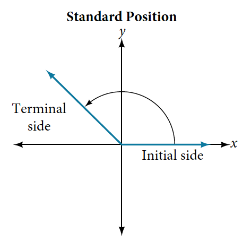 Standard Position
y
Terminal
side
x
Initial side